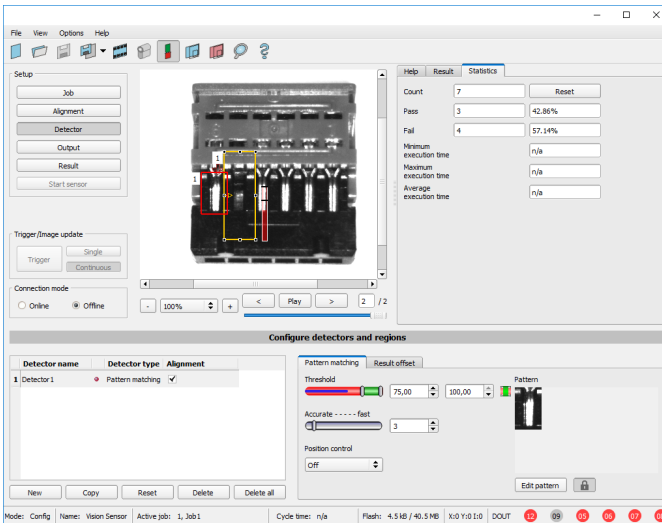 File View Options Help
Setup
Job
Alignment
Detector
Output
Result
Start sensor
Trigger/Image update
Trigger
Single
Continuous
Connection mode
Online Offline
1
1
- 100% + < Play > 2 / 2
Help Result Statistics
Count 7 Reset
Pass 3 42.86%
Fail 4 57.14%
Minimum
execution time n/a
Maximum
execution time n/a
Average
execution time n/a
Configure detectors and regions
Detector name Detector type Alignment
1 Detector1 Pattern matching
New Copy Reset Delete Delete all
Pattern matching Result offset
Threshold
75,00 100,00
Accurate ----- fast
3
Position control
Off
Pattern
Edit pattern
Mode: Config Name: Vision Sensor Active job: 1, Job1 Cycle time: n/a Flash: 4.5 kB / 40.5 MB X:0 Y:0 I:0 DOUT 12 09 05 06 07 08